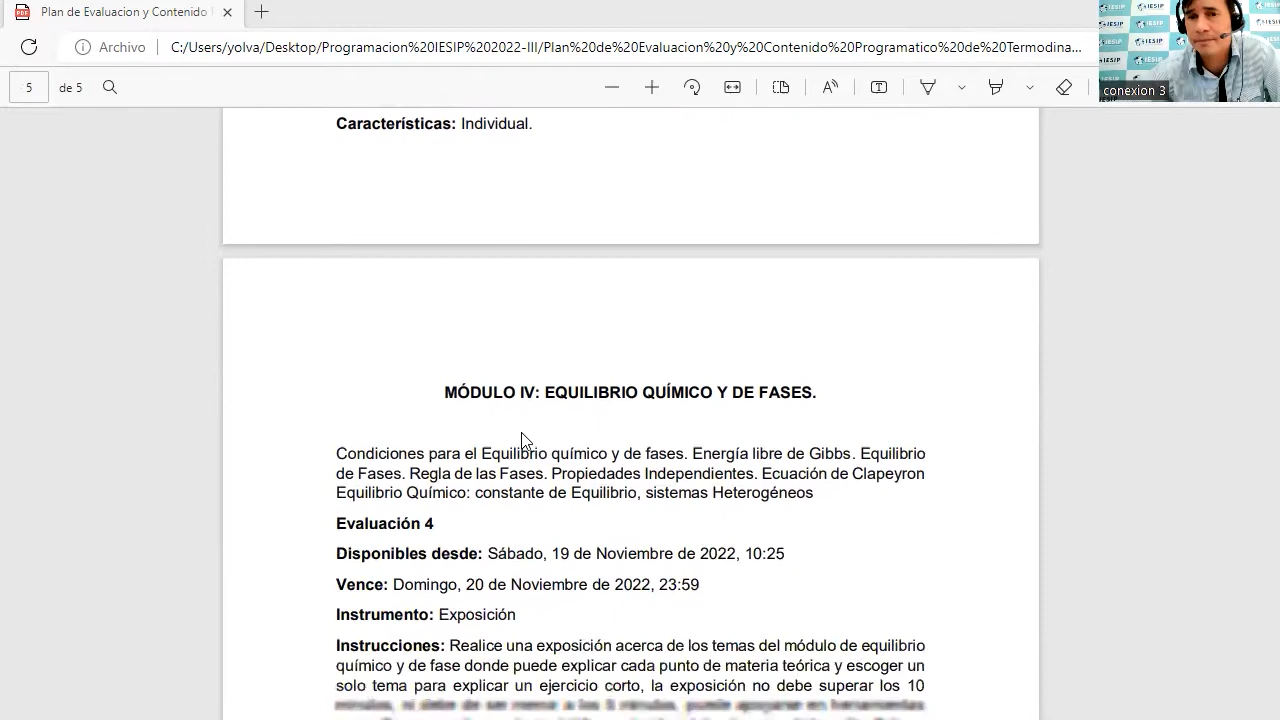 Plan de Evaluacion y Contenido
Archivo
C:/Users/yolva/Desktop/Programacion%20IESIP%202022-III/Plan%20de%20Evaluacion%20y%20Contenido%20Programatico%20de%20Termodina...
5 de 5
IESIP
conexion 3
Características: Individual.
MÓDULO IV: EQUILIBRIO QUÍMICO Y DE FASES.
Condiciones para el Equilibrio químico y de fases. Energía libre de Gibbs. Equilibrio
de Fases. Regla de las Fases. Propiedades Independientes. Ecuación de Clapeyron
Equilibrio Químico: constante de Equilibrio, sistemas Heterogéneos
Evaluación 4
Disponibles desde: Sábado, 19 de Noviembre de 2022, 10:25
Vence: Domingo, 20 de Noviembre de 2022, 23:59
Instrumento: Exposición
Instrucciones: Realice una exposición acerca de los temas del módulo de equilibrio
químico y de fase donde puede explicar cada punto de materia teórica y escoger un
solo tema para explicar un ejercicio corto, la exposición no debe superar los 10